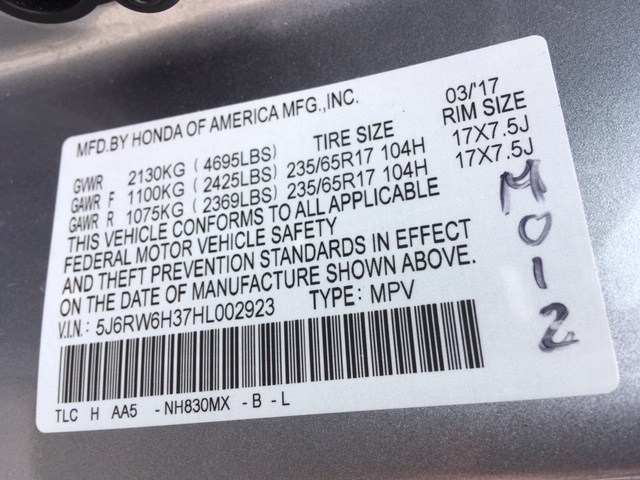 MFD.BY HONDA OF AMERICA MFG.,INC. 03/'17
TIRE SIZE RIM SIZE
GVWR 2130KG ( 4695LBS)
GAWR F 1100KG ( 2425LBS) 235/65R17 104H 17X7.5J
GAWR R 1075KG ( 2369LBS) 235/65R17 104H 17X7.5J
THIS VEHICLE CONFORMS TO ALL APPLICABLE
FEDERAL MOTOR VEHICLE SAFETY
AND THEFT PREVENTION STANDARDS IN EFFECT
ON THE DATE OF MANUFACTURE SHOWN ABOVE.
V.I.N.: 5J6RW6H37HL002923 TYPE: MPV
TLC H AA5 -NH830MX -B -L
M012